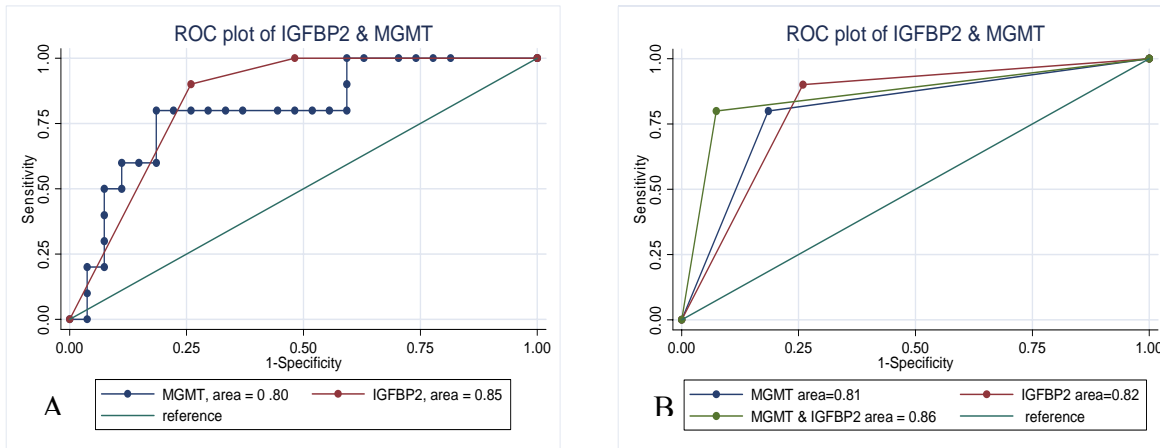 ROC plot of IGFBP2 & MGMT
Sensitivity
1.00
0.75
0.50
0.25
0.00
0.00 0.25 0.50 0.75 1.00
1-Specificity
MGMT, area = 0 .80 IGFBP2, area = 0.85
reference
A
ROC plot of IGFBP2 & MGMT
Sensitivity
1.00
0.75
0.50
0.25
0.00
0.00 0.25 0.50 0.75 1.00
1-Specificity
MGMT area=0.81 IGFBP2 area=0.82
MGMT & IGFBP2 area = 0.86 reference
B